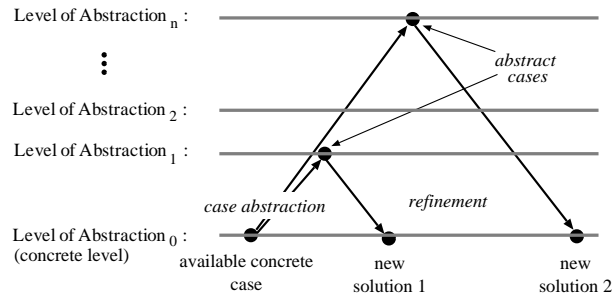 Level of Abstraction n
abstract
cases
Level of Abstraction 2
Level of Abstraction 1
case abstraction
refinement
Level of Abstraction 0
(concrete level)
available concrete
case
new
solution 1
new
solution 2